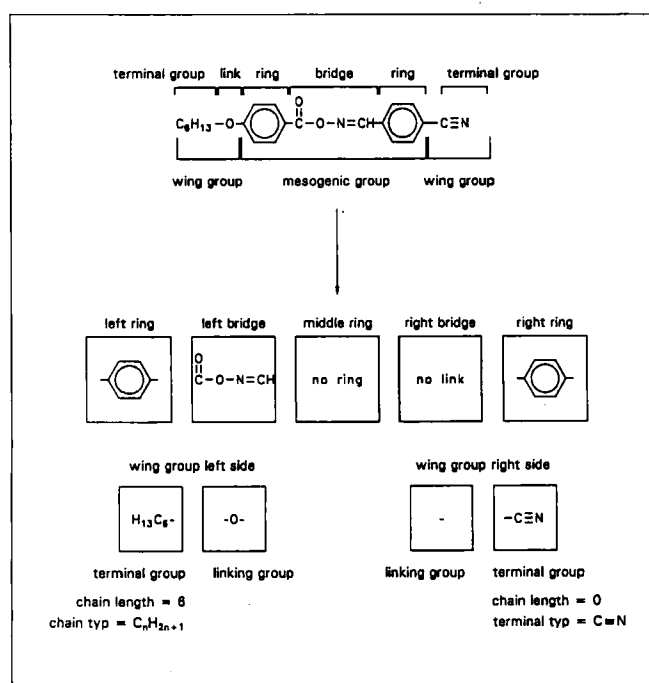 terminal group link ring bridge ring terminal group
O
C6H13-O- -C-O-N=CH- -C≡N
wing group mesogenic group wing group
left ring left bridge middle ring right bridge right ring
O
C-O-N=CH no ring no link
wing group left side wing group right side
H13C6- -O- - -C≡N
terminal group linking group linking group terminal group
chain length = 6 chain length = 0
chain typ = CnH2n+1 terminal typ = C≡N